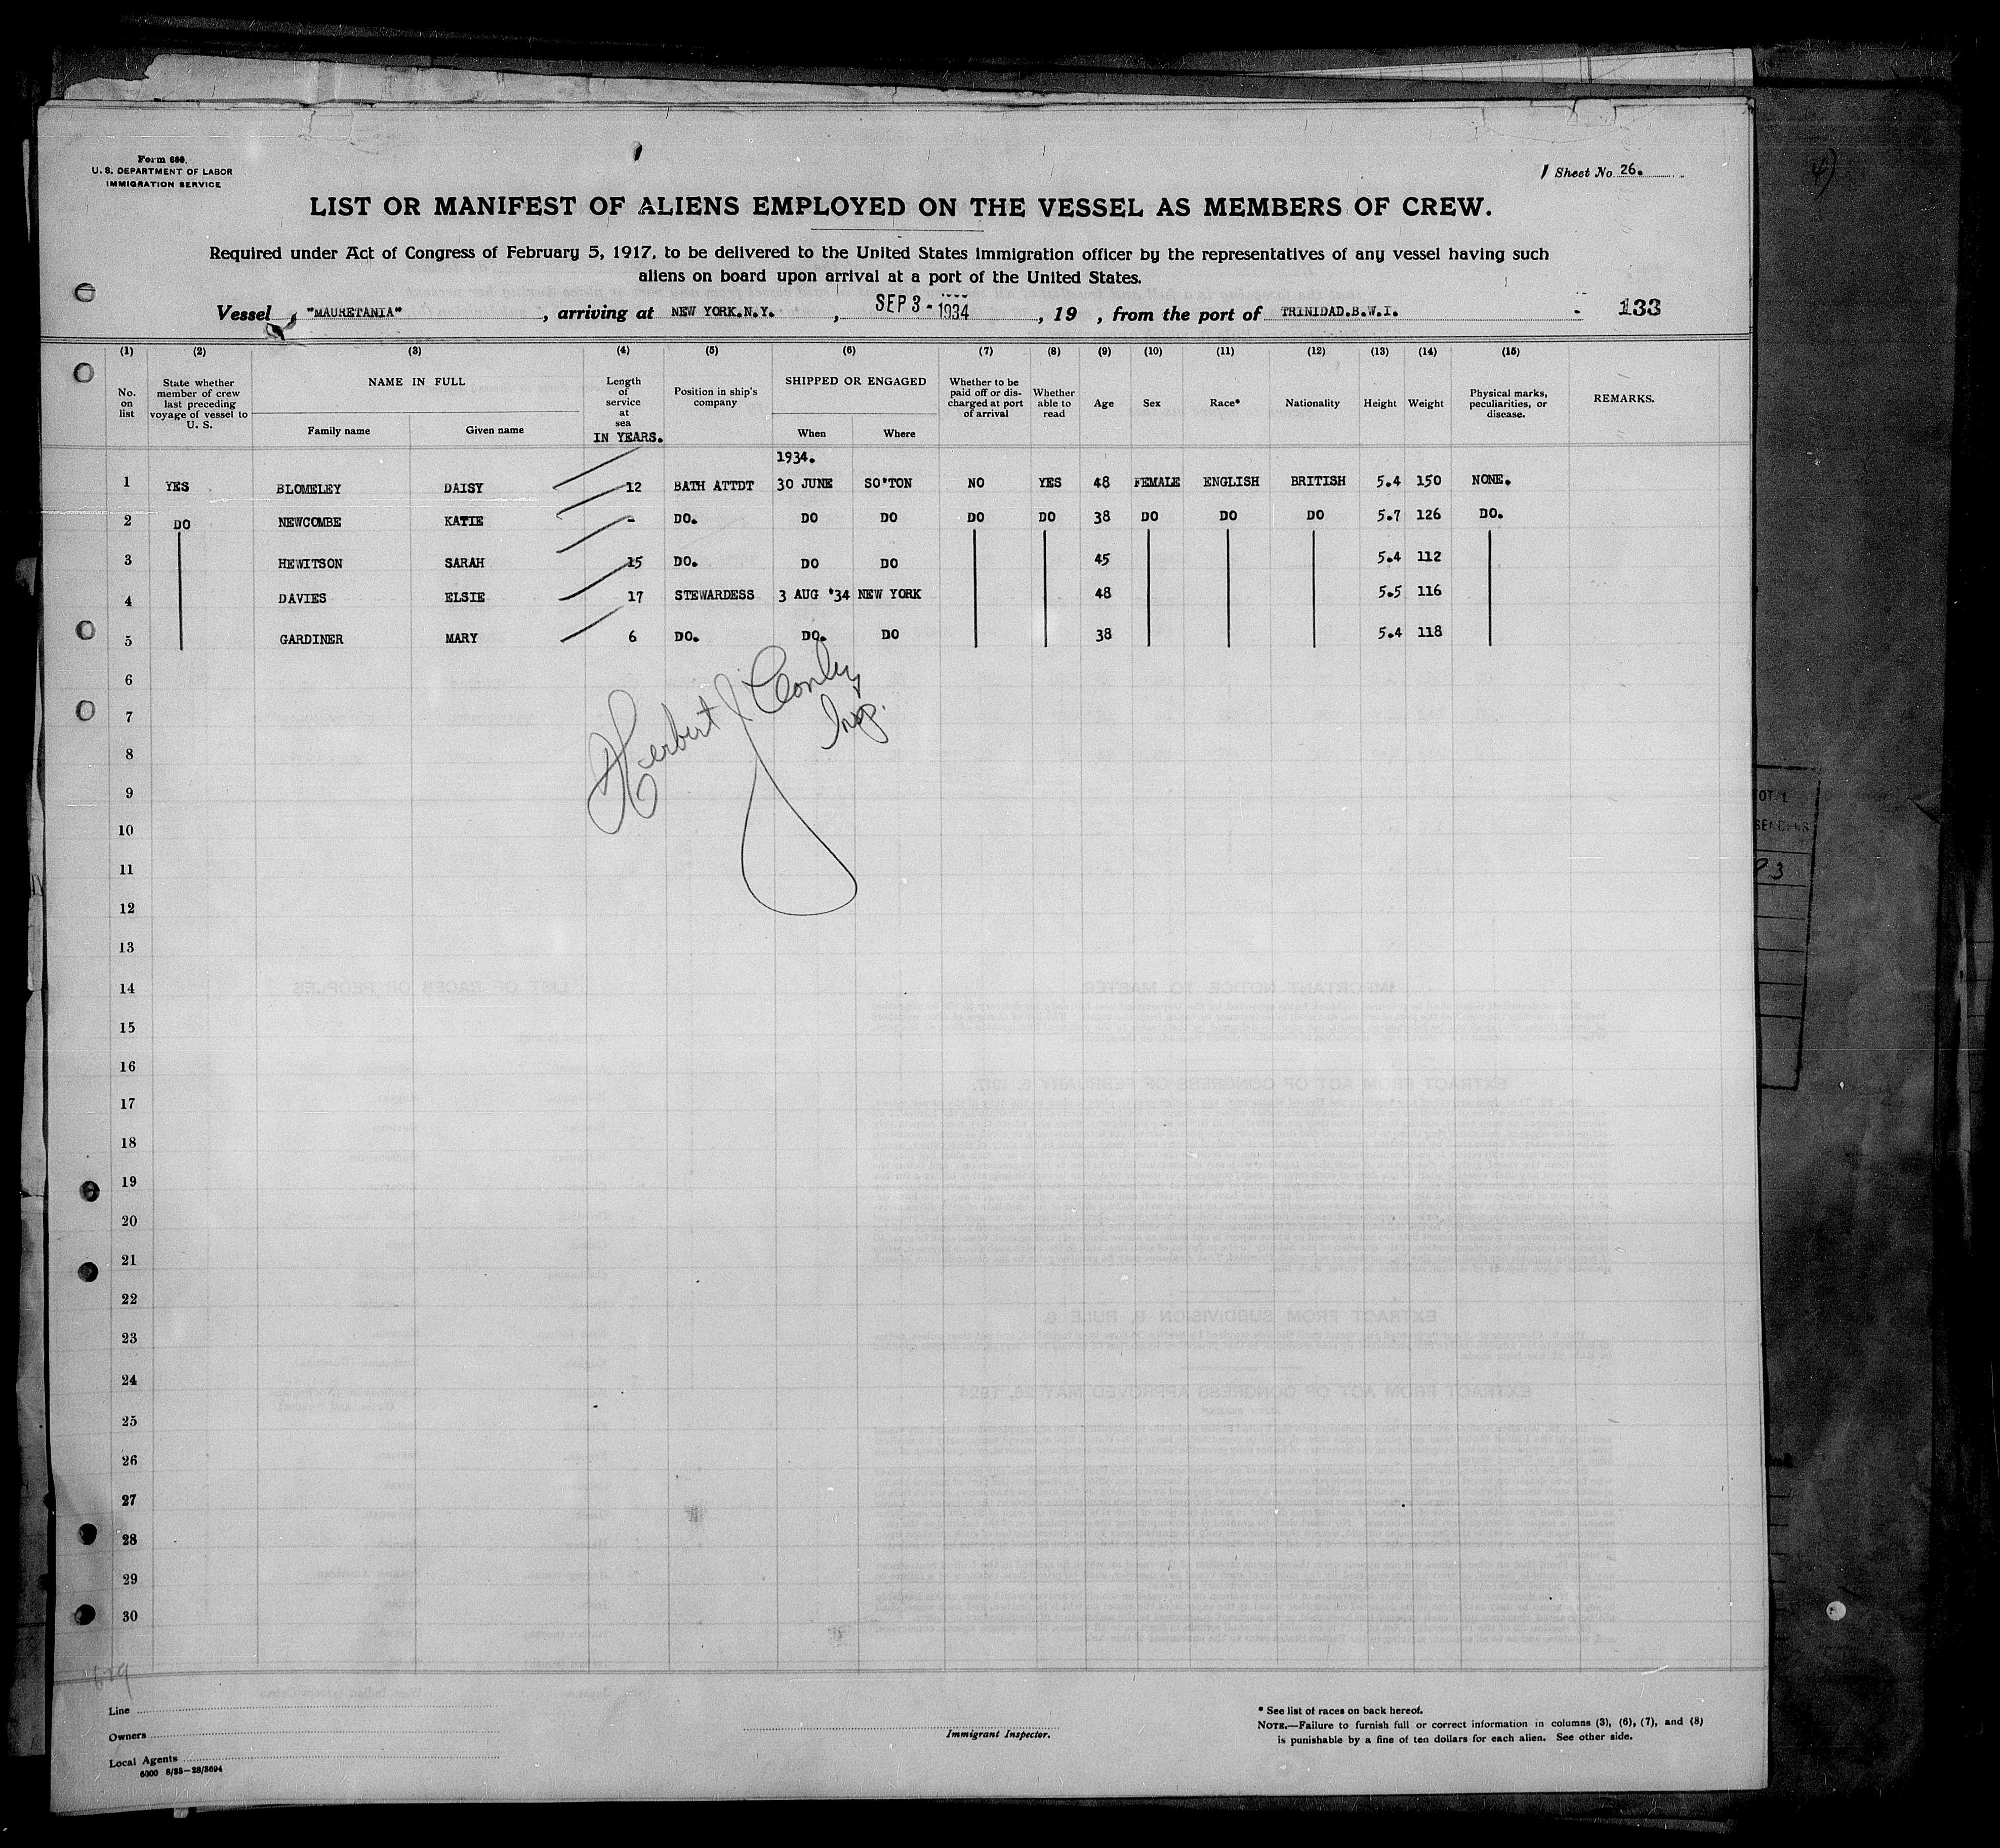 Form 680.
U. S. DEPARTMENT OF LABOR
IMMIGRATION SERVICE
Sheet No. 26.
LIST OR MANIFEST OF ALIENS EMPLOYED ON THE VESSEL AS MEMBERS OF CREW.
Required under Act of Congress of February 5, 1917, to be delivered to the United States immigration officer by the representatives of any vessel having such
aliens on board upon arrival at a port of the United States.
Vessel "MAURETANIA", arriving at NEW YORK.N.Y., SEP 3 - 1934, 19 , from the port of TRINIDAD.B.W.I. 133
(1) (2) (3) (4) (5) (6) (7) (8) (9) (10) (11) (12) (13) (14) (15)
No. on list
State whether member of crew last preceding voyage of vessel to U. S.
NAME IN FULL
Family name
Given name
Length of service at sea
IN YEARS.
Position in ship's company
SHIPPED OR ENGAGED
When
Where
Whether to be paid off or discharged at port of arrival
Whether able to read
Age
Sex
Race*
Nationality
Height
Weight
Physical marks, peculiarities, or disease.
REMARKS.
1934.
1 YES BLOMELEY DAISY 12 BATH ATTDT 30 JUNE SO'TON NO YES 48 FEMALE ENGLISH BRITISH 5.4 150 NONE.
2 DO NEWCOMBE KATIE - DO. DO DO DO DO 38 DO DO DO 5.7 126 DO.
3 HEWITSON SARAH 15 DO. DO DO 45 5.4 112
4 DAVIES ELSIE 17 STEWARDESS 3 AUG '34 NEW YORK 48 5.5 116
5 GARDINER MARY 6 DO. DO. DO 38 5.4 118
6
7
8
9
10
11
12
13
14
15
16
17
18
19
20
21
22
23
24
25
26
27
28
29
30
Herbert J. Conley
Insp.
Line
Owners
Local Agents
6000 8/33—28/3694
Immigrant Inspector.
* See list of races on back hereof.
NOTE.—Failure to furnish full or correct information in columns (3), (6), (7), and (8)
is punishable by a fine of ten dollars for each alien. See other side.